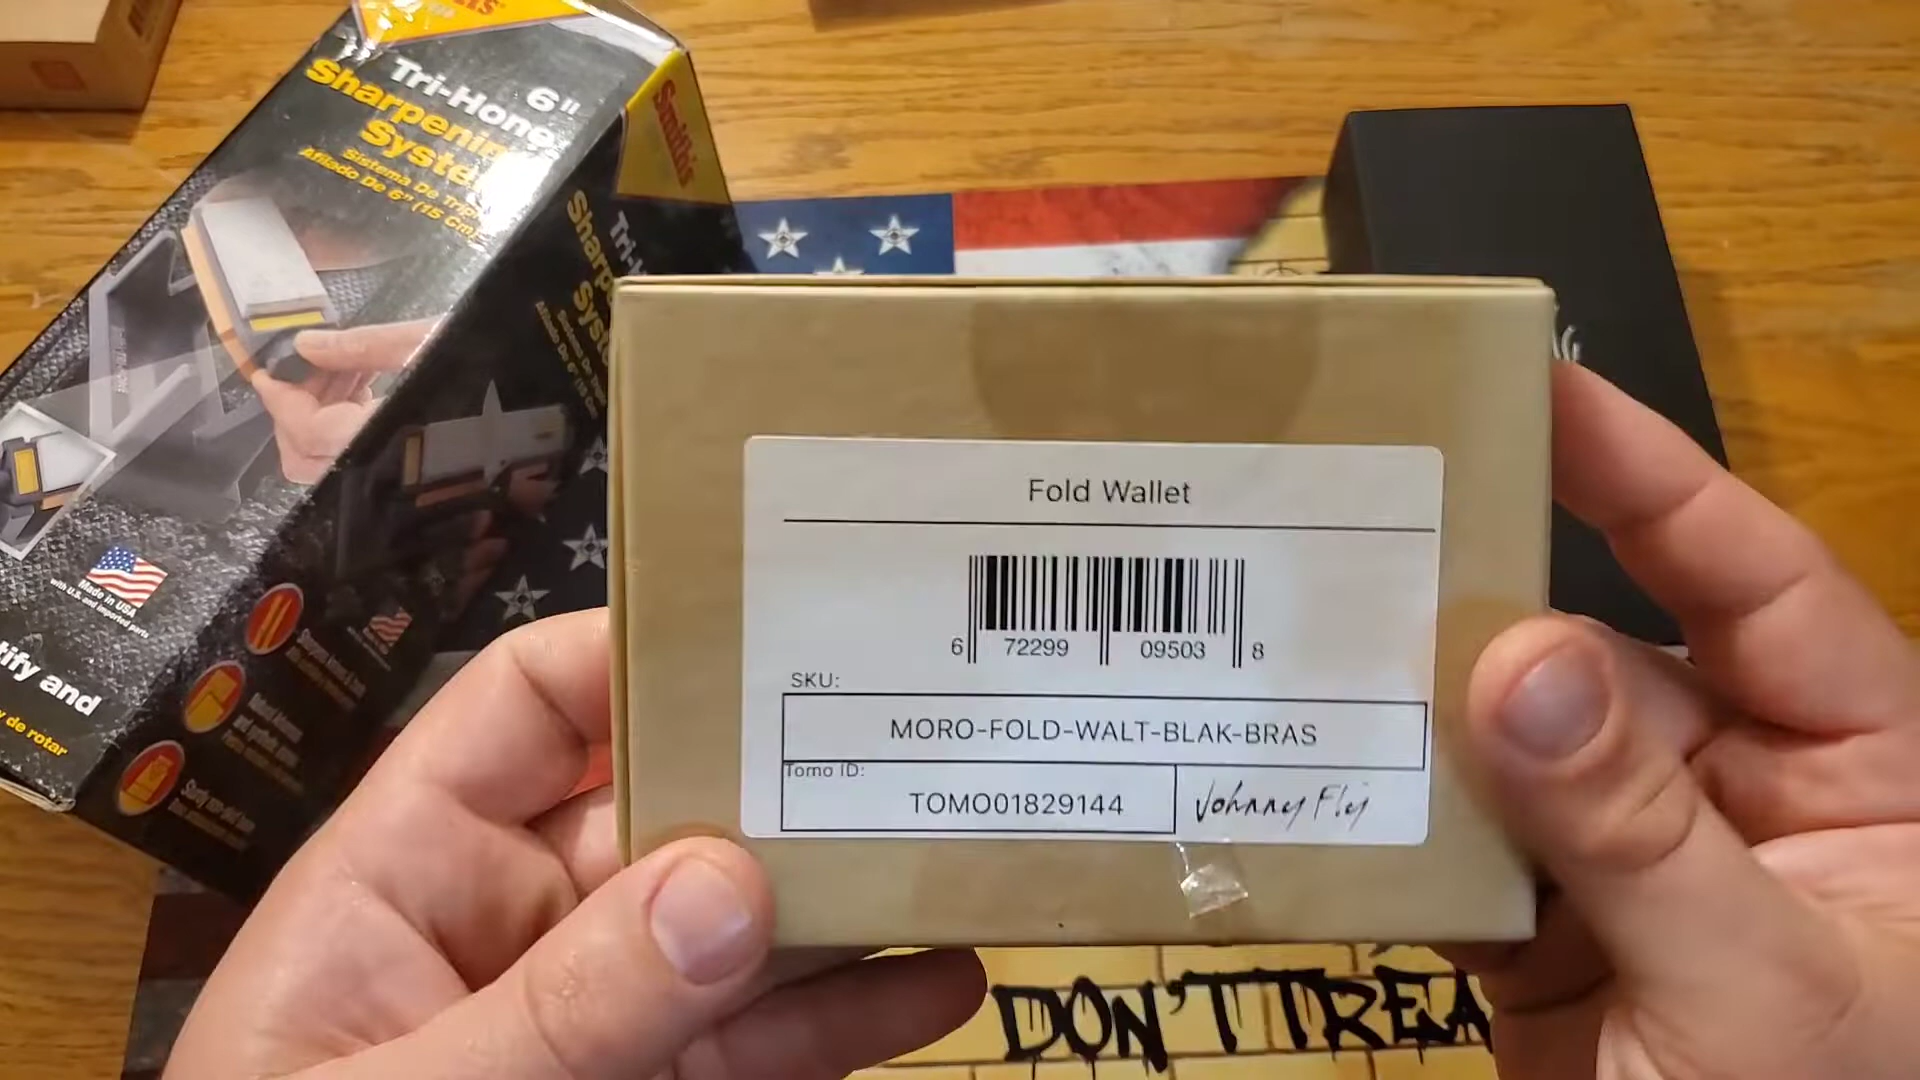 6"
Tri-Hone
Sharpening
System
Sistema De Triple
Afilado De 6" (15 Cm)
Smith's
Made in USA
with U.S. and imported parts
tify and
y de rotar
Fold Wallet
6 72299 09503 8
SKU:
MORO-FOLD-WALT-BLAK-BRAS
Tomo ID:
TOMO01829144
Johnny Fly
DON'T TREA